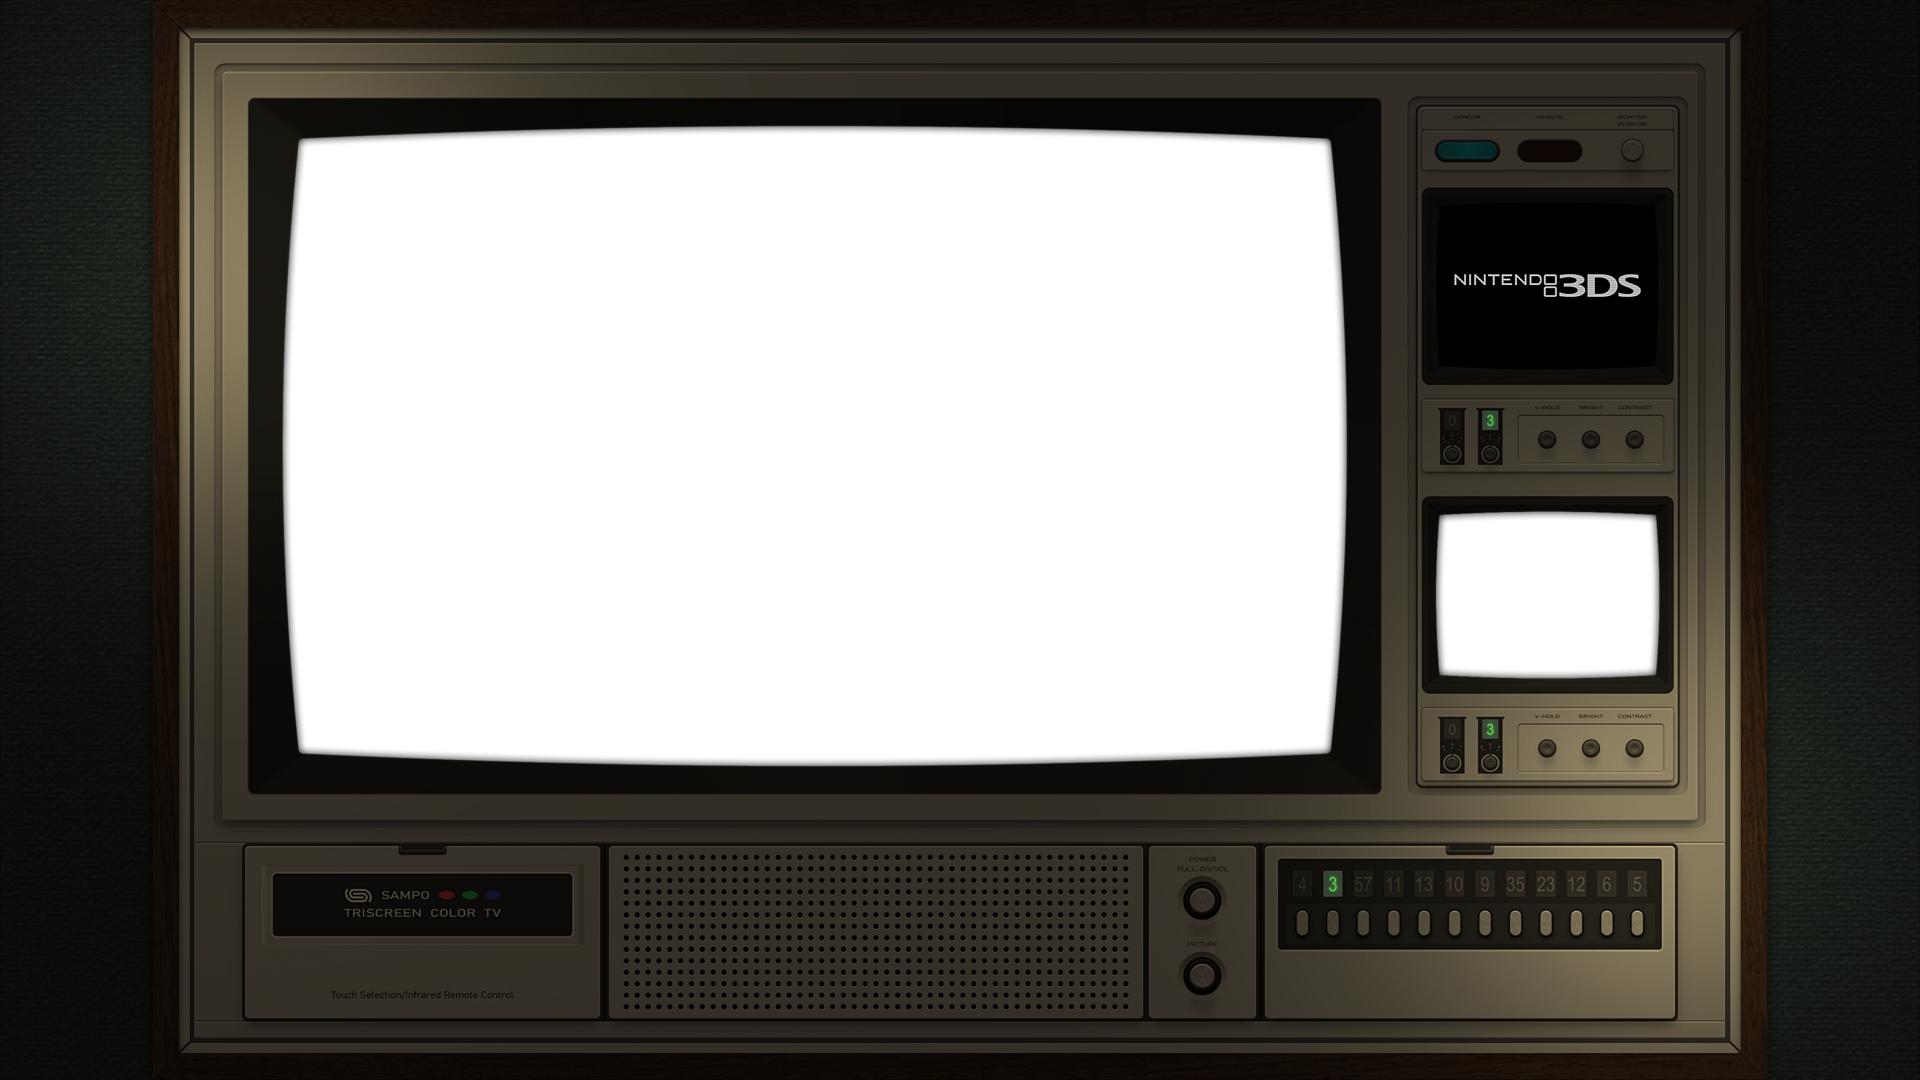 SENSOR REMOTE MONITOR
PUSH ON
NINTENDO 3DS
V-HOLD BRIGHT CONTRAST
0 3
V-HOLD BRIGHT CONTRAST
0 3
SAMPO
TRISCREEN COLOR TV
Touch Selection/Infrared Remote Control
POWER
PULL-ON/VOL
PICTURE
4 3 57 11 13 10 9 35 23 12 6 5